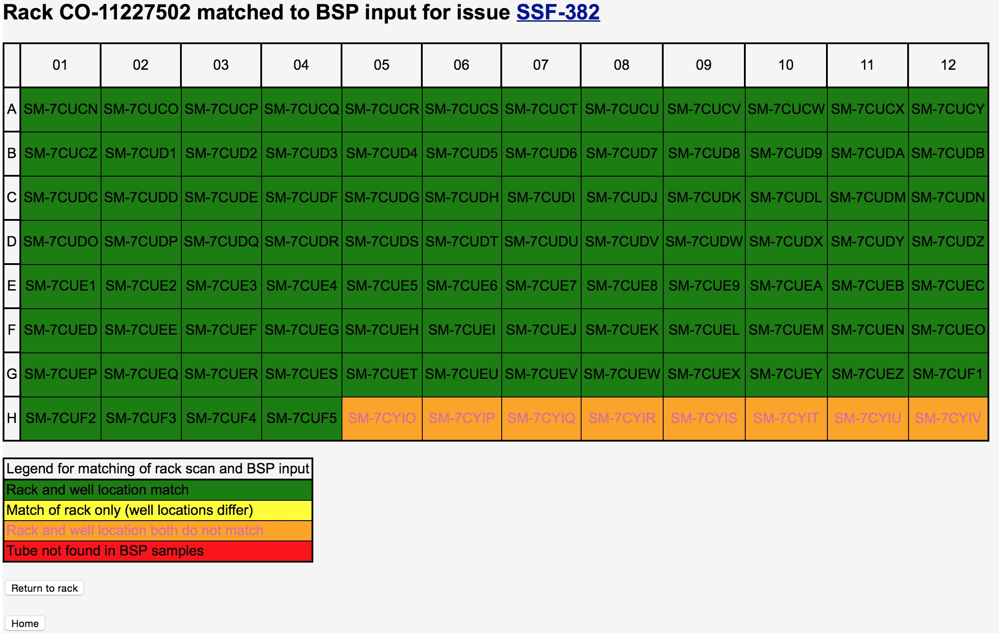 Rack CO-11227502 matched to BSP input for issue SSF-382
01 02 03 04 05 06 07 08 09 10 11 12
A SM-7CUCN SM-7CUCO SM-7CUCP SM-7CUCQ SM-7CUCR SM-7CUCS SM-7CUCT SM-7CUCU SM-7CUCV SM-7CUCW SM-7CUCX SM-7CUCY
B SM-7CUCZ SM-7CUD1 SM-7CUD2 SM-7CUD3 SM-7CUD4 SM-7CUD5 SM-7CUD6 SM-7CUD7 SM-7CUD8 SM-7CUD9 SM-7CUDA SM-7CUDB
C SM-7CUDC SM-7CUDD SM-7CUDE SM-7CUDF SM-7CUDG SM-7CUDH SM-7CUDI SM-7CUDJ SM-7CUDK SM-7CUDL SM-7CUDM SM-7CUDN
D SM-7CUDO SM-7CUDP SM-7CUDQ SM-7CUDR SM-7CUDS SM-7CUDT SM-7CUDU SM-7CUDV SM-7CUDW SM-7CUDX SM-7CUDY SM-7CUDZ
E SM-7CUE1 SM-7CUE2 SM-7CUE3 SM-7CUE4 SM-7CUE5 SM-7CUE6 SM-7CUE7 SM-7CUE8 SM-7CUE9 SM-7CUEA SM-7CUEB SM-7CUEC
F SM-7CUED SM-7CUEE SM-7CUEF SM-7CUEG SM-7CUEH SM-7CUEI SM-7CUEJ SM-7CUEK SM-7CUEL SM-7CUEM SM-7CUEN SM-7CUEO
G SM-7CUEP SM-7CUEQ SM-7CUER SM-7CUES SM-7CUET SM-7CUEU SM-7CUEV SM-7CUEW SM-7CUEX SM-7CUEY SM-7CUEZ SM-7CUF1
H SM-7CUF2 SM-7CUF3 SM-7CUF4 SM-7CUF5 SM-7CYIO SM-7CYIP SM-7CYIQ SM-7CYIR SM-7CYIS SM-7CYIT SM-7CYIU SM-7CYIV
Legend for matching of rack scan and BSP input
Rack and well location match
Match of rack only (well locations differ)
Rack and well location both do not match
Tube not found in BSP samples
Return to rack
Home